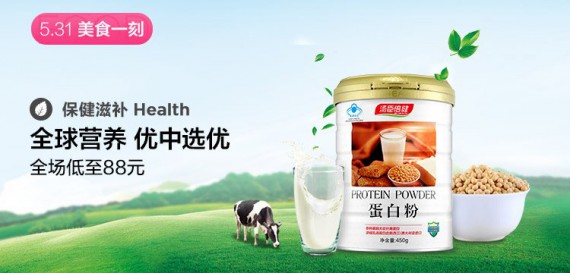 5.31 美食一刻
保健滋补 Health
全球营养 优中选优
全场低至88元
汤臣倍健
PROTEIN POWDER
蛋白粉
净含量:450g